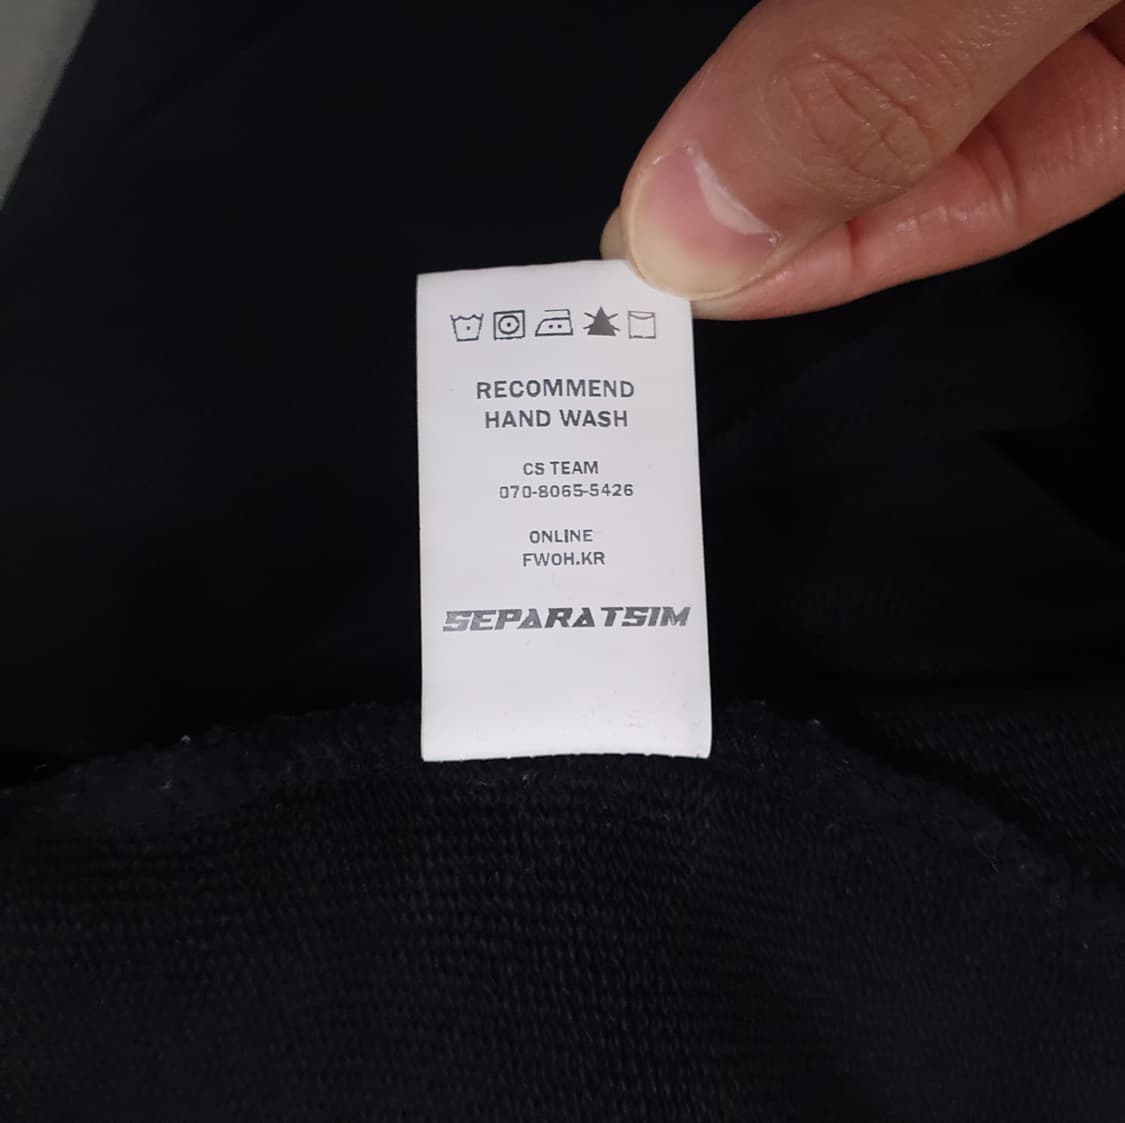 RECOMMEND
HAND WASH
CS TEAM
070-8065-5426
ONLINE
FWOH.KR
SEPARATSIM